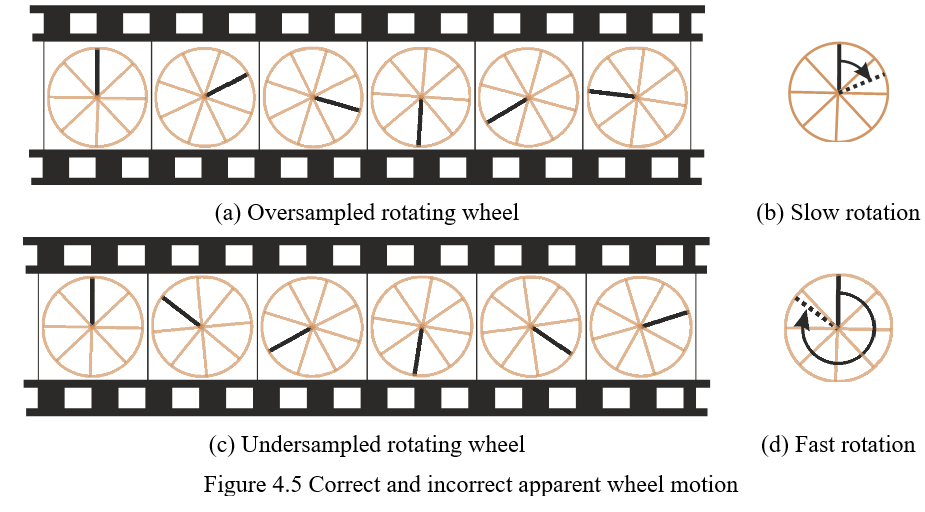 (a) Oversampled rotating wheel
(b) Slow rotation
(c) Undersampled rotating wheel
(d) Fast rotation
Figure 4.5 Correct and incorrect apparent wheel motion